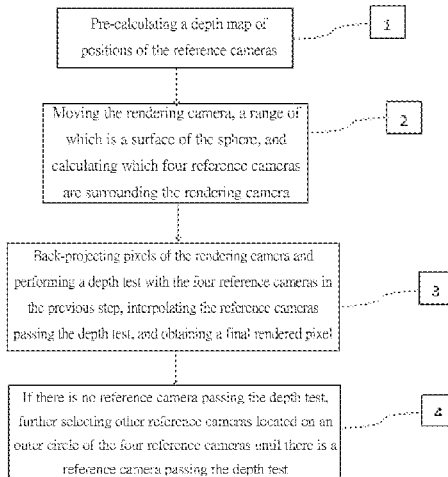 Pre-calculating a depth map of
positions of the reference cameras
1
Moving the rendering camera, a range of
which is a surface of the sphere, and
calculating which four reference cameras
are surrounding the rendering camera
2
Back-projecting pixels of the rendering camera and
performing a depth test with the four reference cameras in
the previous step, interpolating the reference cameras
passing the depth test, and obtaining a final rendered pixel
3
If there is no reference camera passing the depth test,
further selecting other reference cameras located on an
outer circle of the four reference cameras until there is a
reference camera passing the depth test
4